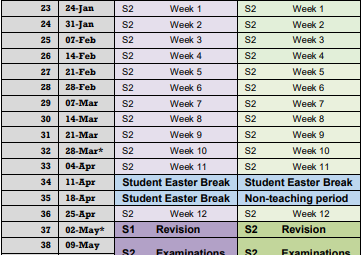 23 24-Jan S2 Week 1 S2 Week 1
24 31-Jan S2 Week 2 S2 Week 2
25 07-Feb S2 Week 3 S2 Week 3
26 14-Feb S2 Week 4 S2 Week 4
27 21-Feb S2 Week 5 S2 Week 5
28 28-Feb S2 Week 6 S2 Week 6
29 07-Mar S2 Week 7 S2 Week 7
30 14-Mar S2 Week 8 S2 Week 8
31 21-Mar S2 Week 9 S2 Week 9
32 28-Mar* S2 Week 10 S2 Week 10
33 04-Apr S2 Week 11 S2 Week 11
34 11-Apr Student Easter Break Student Easter Break
35 18-Apr Student Easter Break Non-teaching period
36 25-Apr S2 Week 12 S2 Week 12
37 02-May* S1 Revision S2 Revision
38 09-May S2 Examinations S2 Examinations